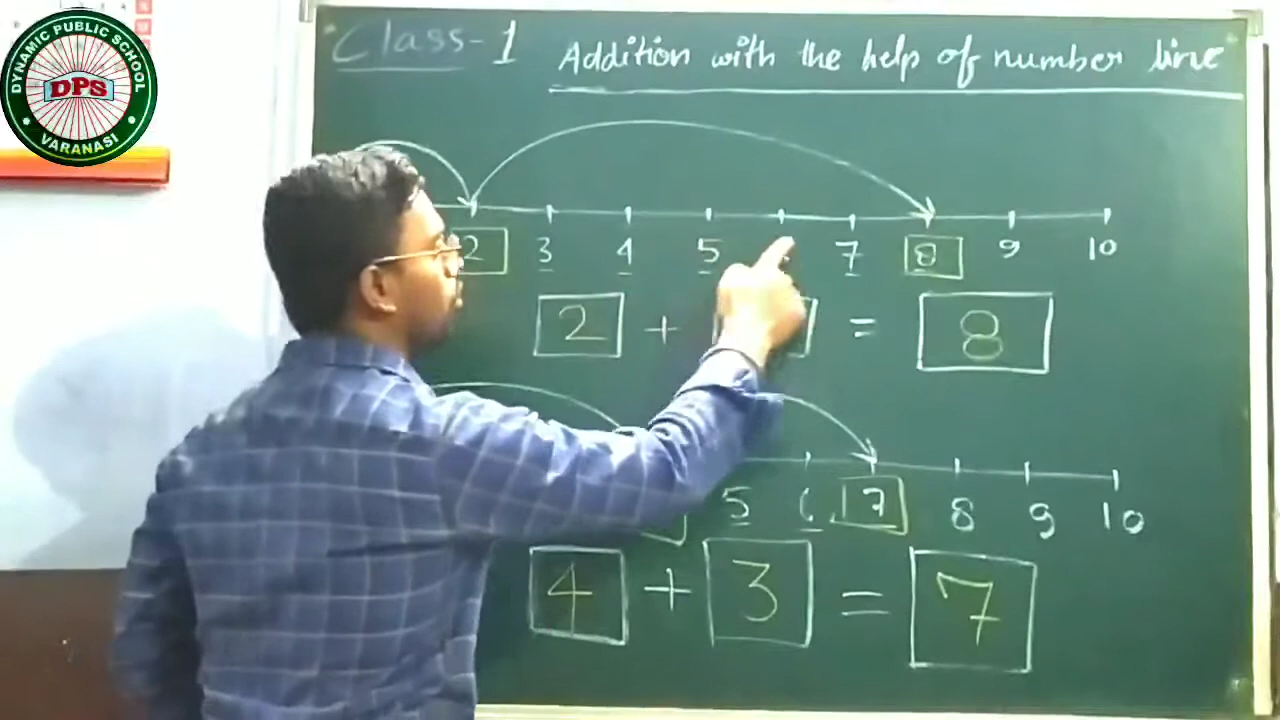 DYNAMIC PUBLIC SCHOOL
DPS
VARANASI
Class-1 Addition with the help of number line
2 3 4 5 7 8 9 10
2 + = 8
5 6 7 8 9 10
4 + 3 = 7